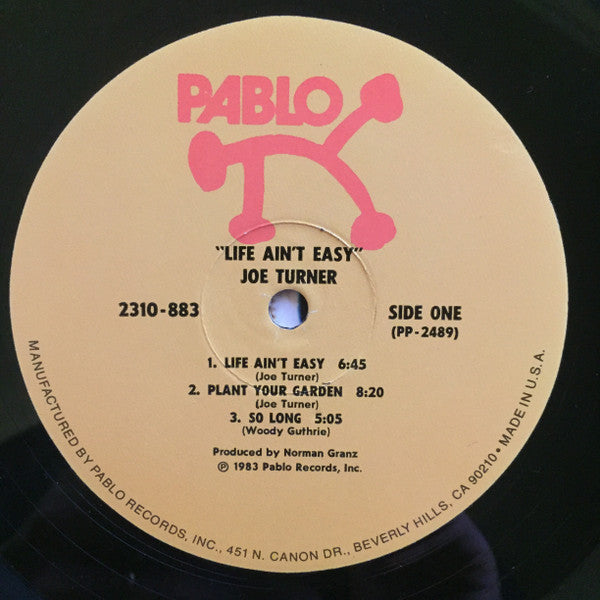 PABLO
"LIFE AIN'T EASY"
JOE TURNER
2310-883
SIDE ONE
(PP-2489)
1. LIFE AIN'T EASY 6:45
(Joe Turner)
2. PLANT YOUR GARDEN 8:20
(Joe Turner)
3. SO LONG 5:05
(Woody Guthrie)
Produced by Norman Granz
℗ 1983 Pablo Records, Inc.
MANUFACTURED BY PABLO RECORDS, INC., 451 N. CANON DR., BEVERLY HILLS, CA 90210 • MADE IN U.S.A.